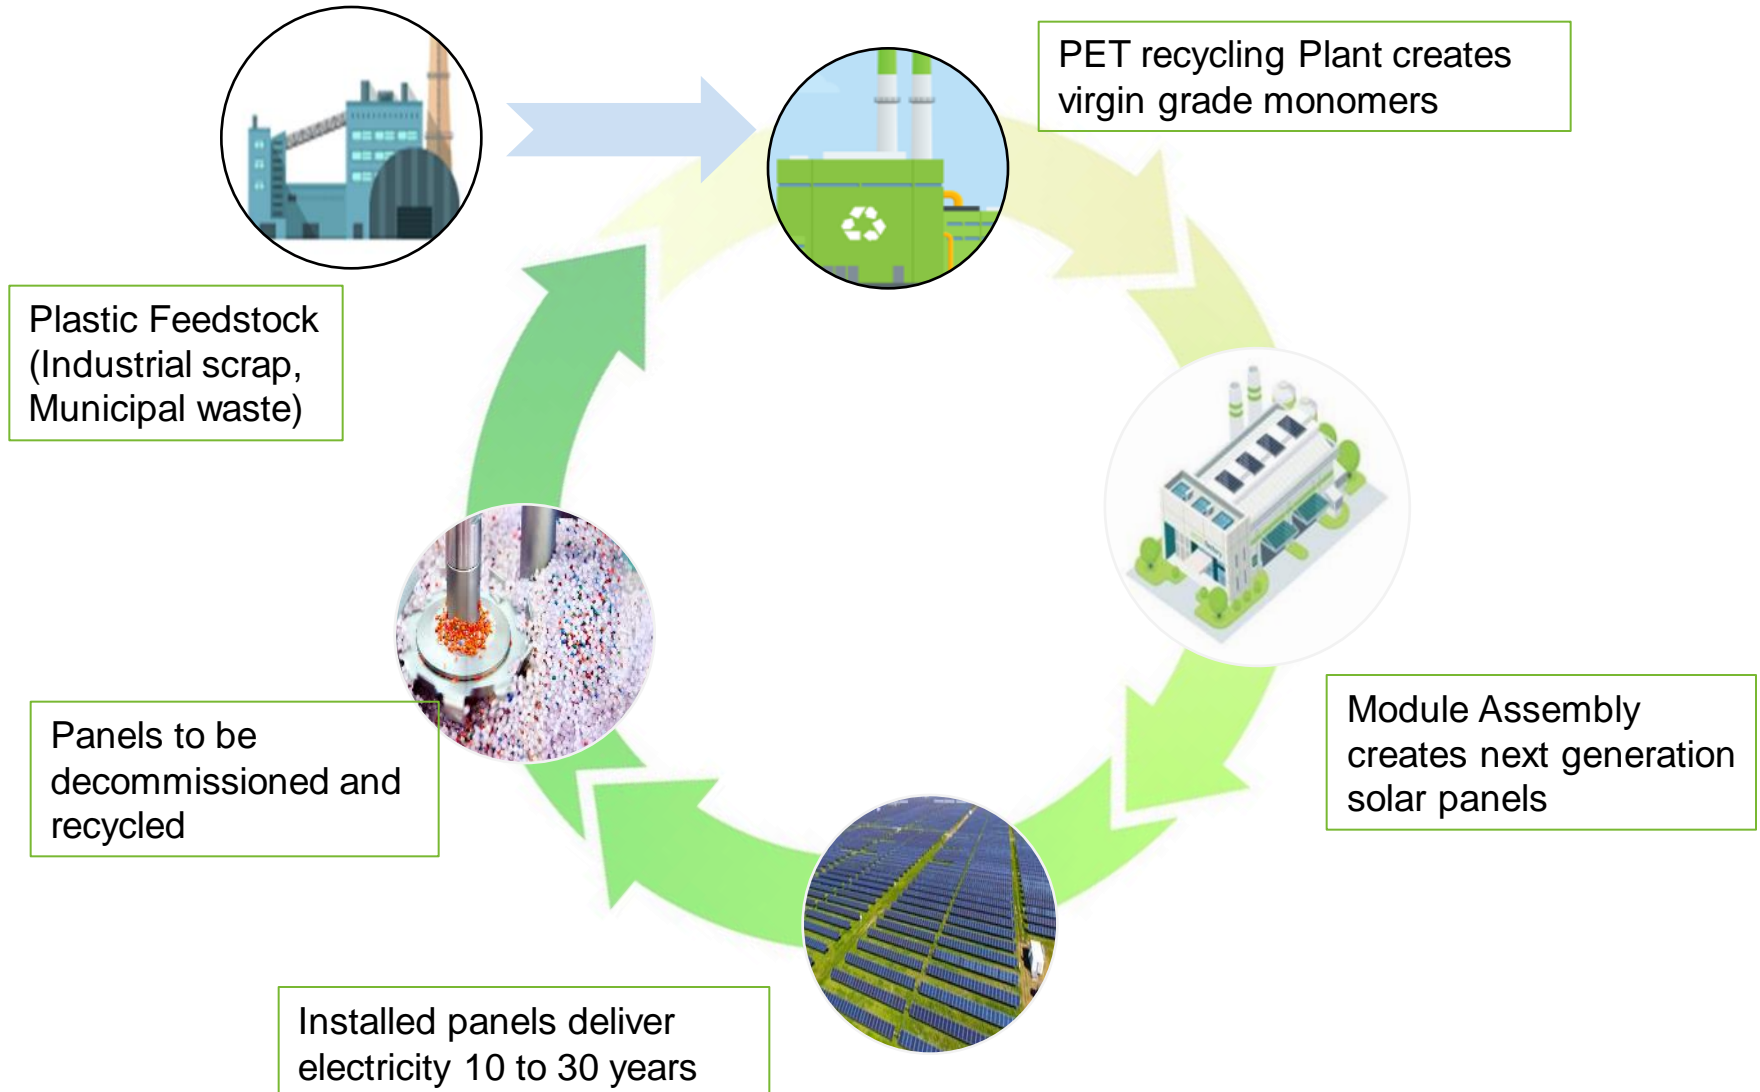 PET recycling Plant creates
virgin grade monomers
Plastic Feedstock
(Industrial scrap,
Municipal waste)
Module Assembly
creates next generation
solar panels
Panels to be
decommissioned and
recycled
Installed panels deliver
electricity 10 to 30 years